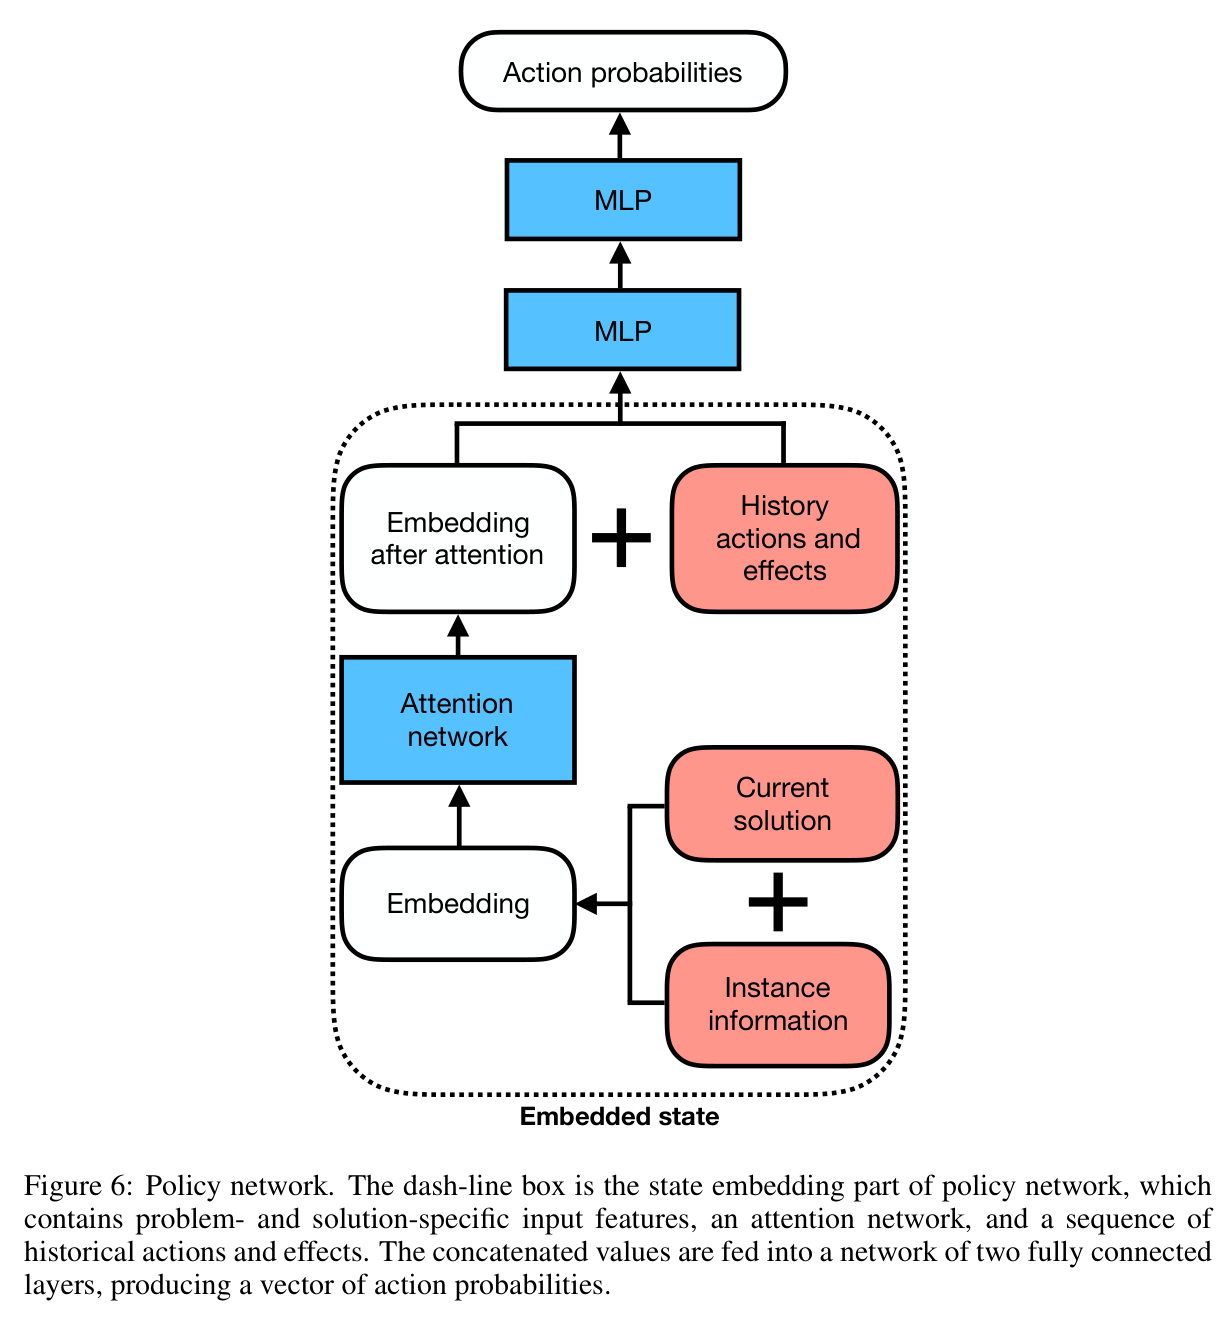 Action probabilities
MLP
MLP
Embedding
after attention
History
actions and
effects
Attention
network
Current
solution
Embedding
Instance
information
Embedded state
Figure 6: Policy network. The dash-line box is the state embedding part of policy network, which
contains problem- and solution-specific input features, an attention network, and a sequence of
historical actions and effects. The concatenated values are fed into a network of two fully connected
layers, producing a vector of action probabilities.